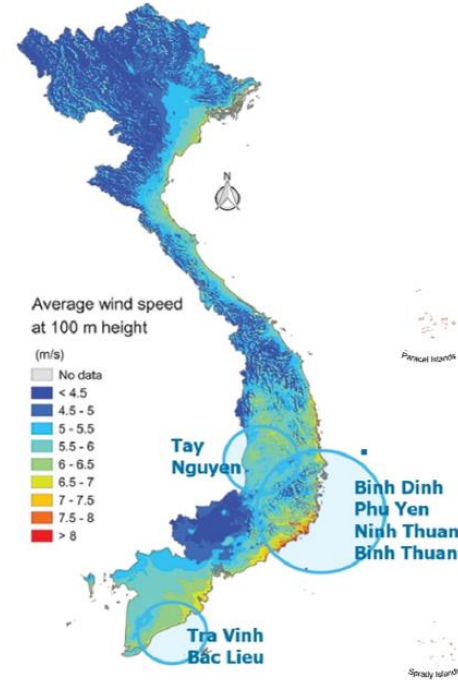 N
Average wind speed
at 100 m height
(m/s)
No data
< 4.5
4.5 - 5
5 - 5.5
5.5 - 6
6 - 6.5
6.5 - 7
7 - 7.5
7.5 - 8
> 8
Paracel Islands
Tay
Nguyen
Binh Dinh
Phu Yen
Ninh Thuan
Binh Thuan
Tra Vinh
Bac Lieu
Spratly Islands